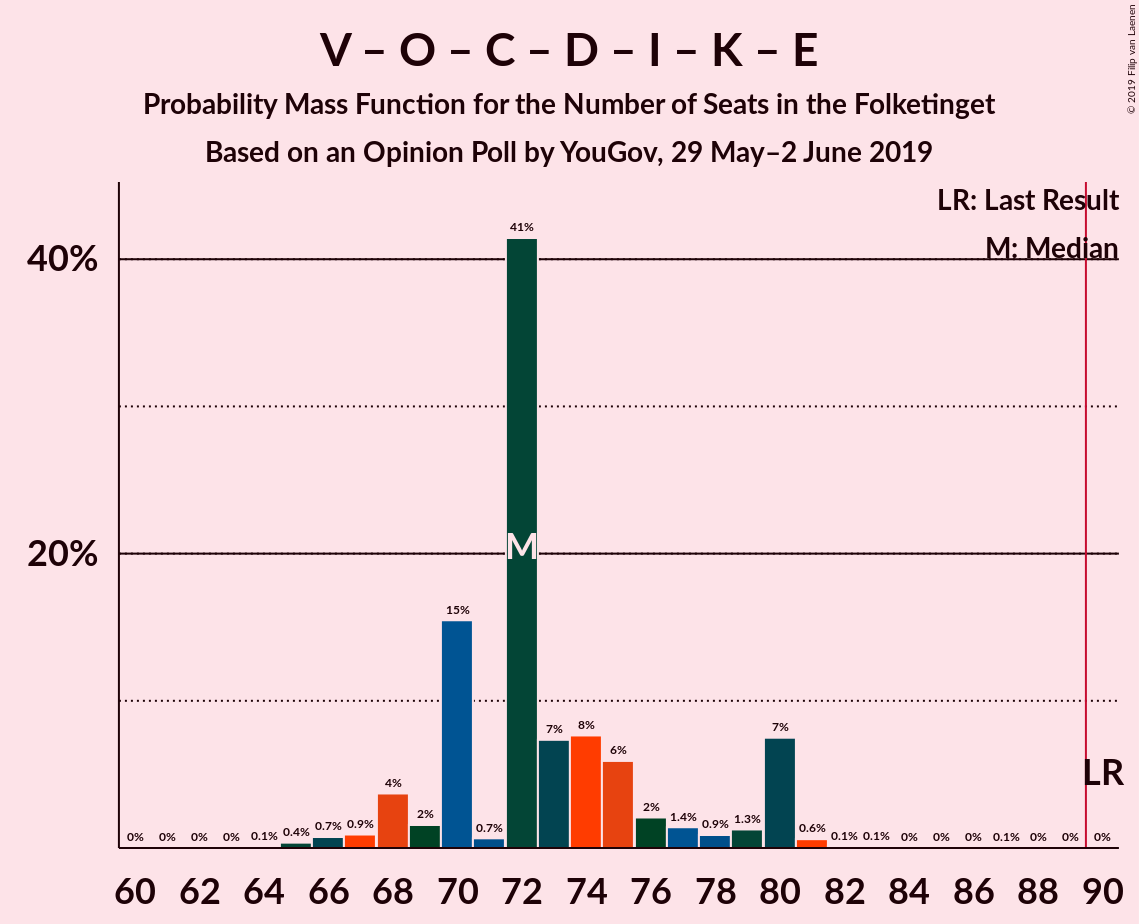 V – O – C – D – I – K – E
Probability Mass Function for the Number of Seats in the Folketinget
Based on an Opinion Poll by YouGov, 29 May–2 June 2019
© 2019 Filip van Laenen
LR: Last Result
M: Median
40%
20%
41%
M
15%
7%
8%
6%
7%
4%
2%
2%
LR
0% 0% 0% 0% 0.1% 0.4% 0.7% 0.9% 0.7% 1.4% 0.9% 1.3% 0.6% 0.1% 0.1% 0% 0% 0% 0.1% 0% 0% 0%
60 62 64 66 68 70 72 74 76 78 80 82 84 86 88 90